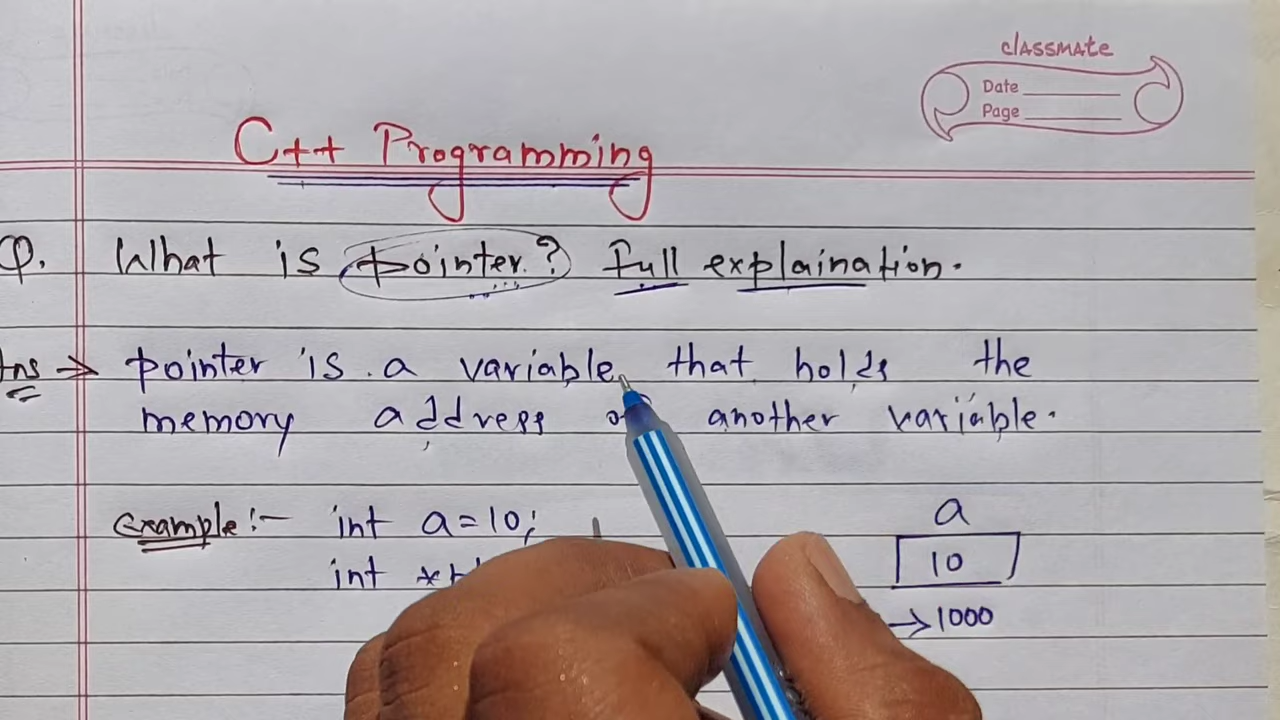 classmate
Date
Page
C++ Programming
Q. What is pointer? Full explaination.
Ans → pointer is a variable that holds the
memory address of another variable.
Example:- int a=10;
int
a
10
→1000